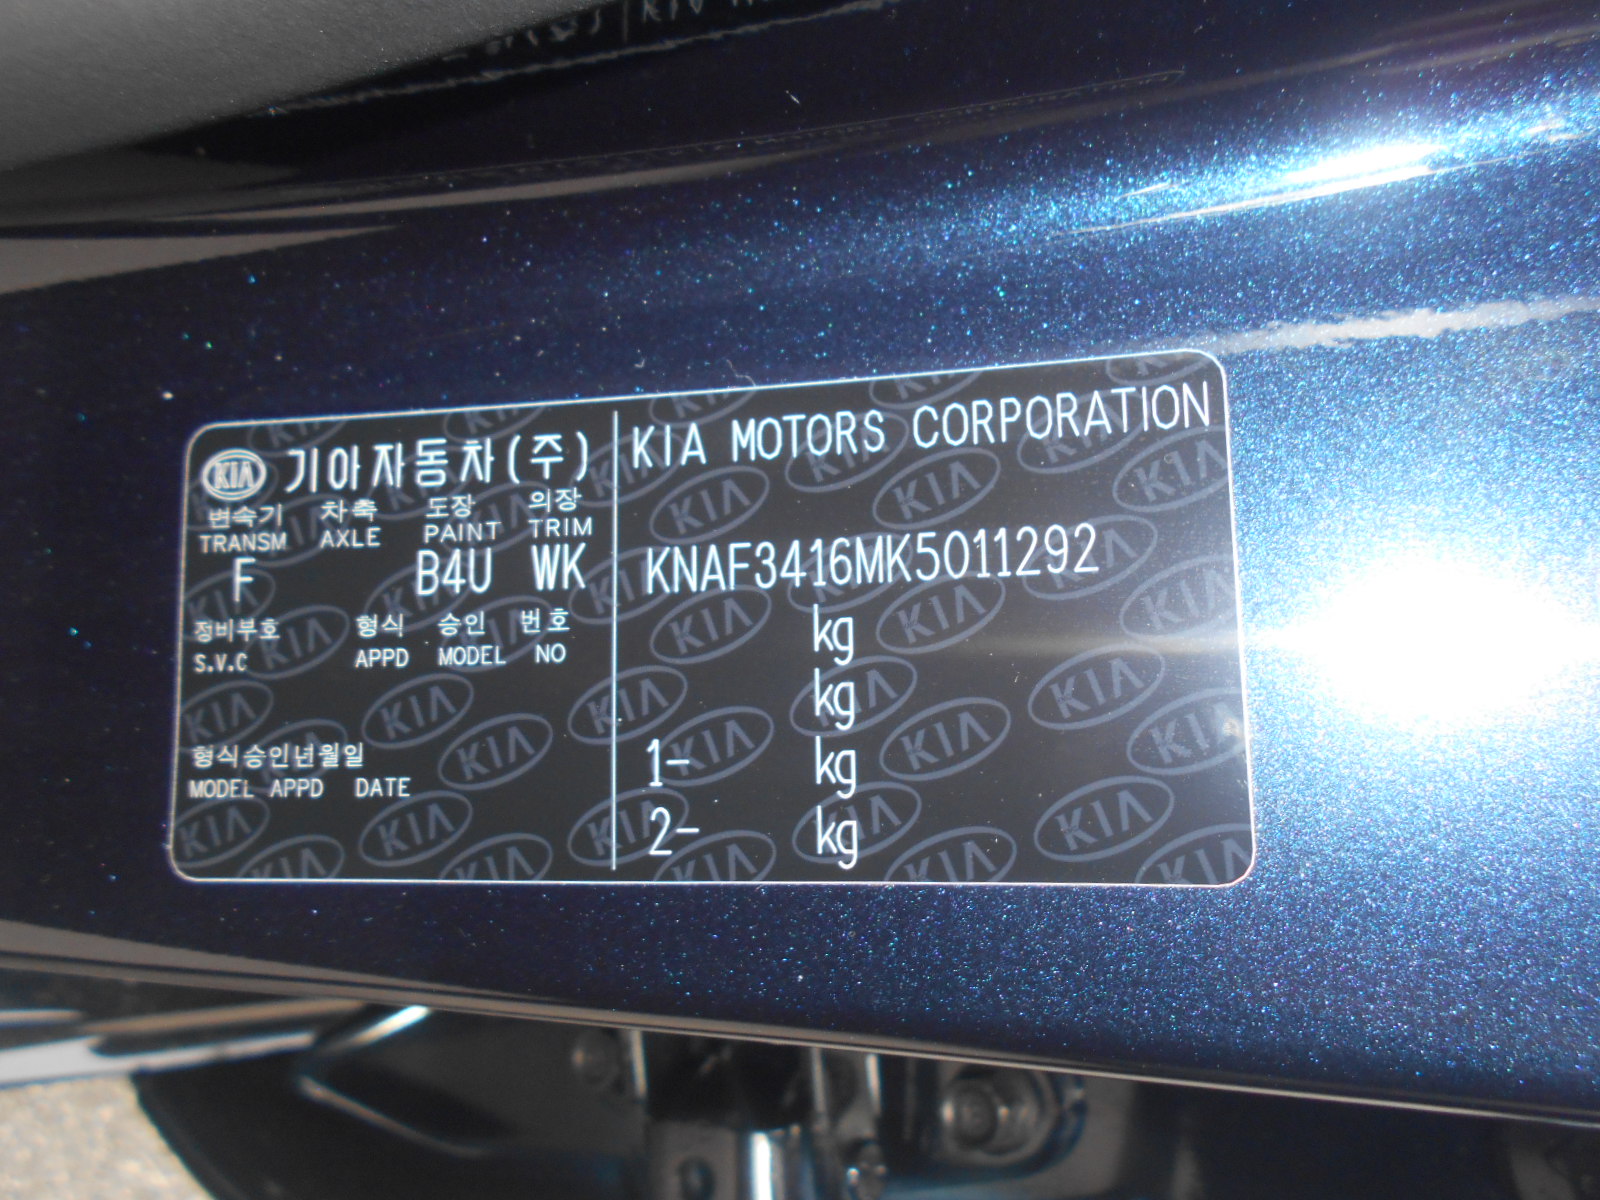 KIA 기아자동차(주)
변속기 차축 도장 의장
TRANSM AXLE PAINT TRIM
F B4U WK
정비부호 형식 승인 번호
S.V.C APPD MODEL NO
형식승인년월일
MODEL APPD DATE
KIA MOTORS CORPORATION
KNAF3416MK5011292
kg
kg
1- kg
2- kg